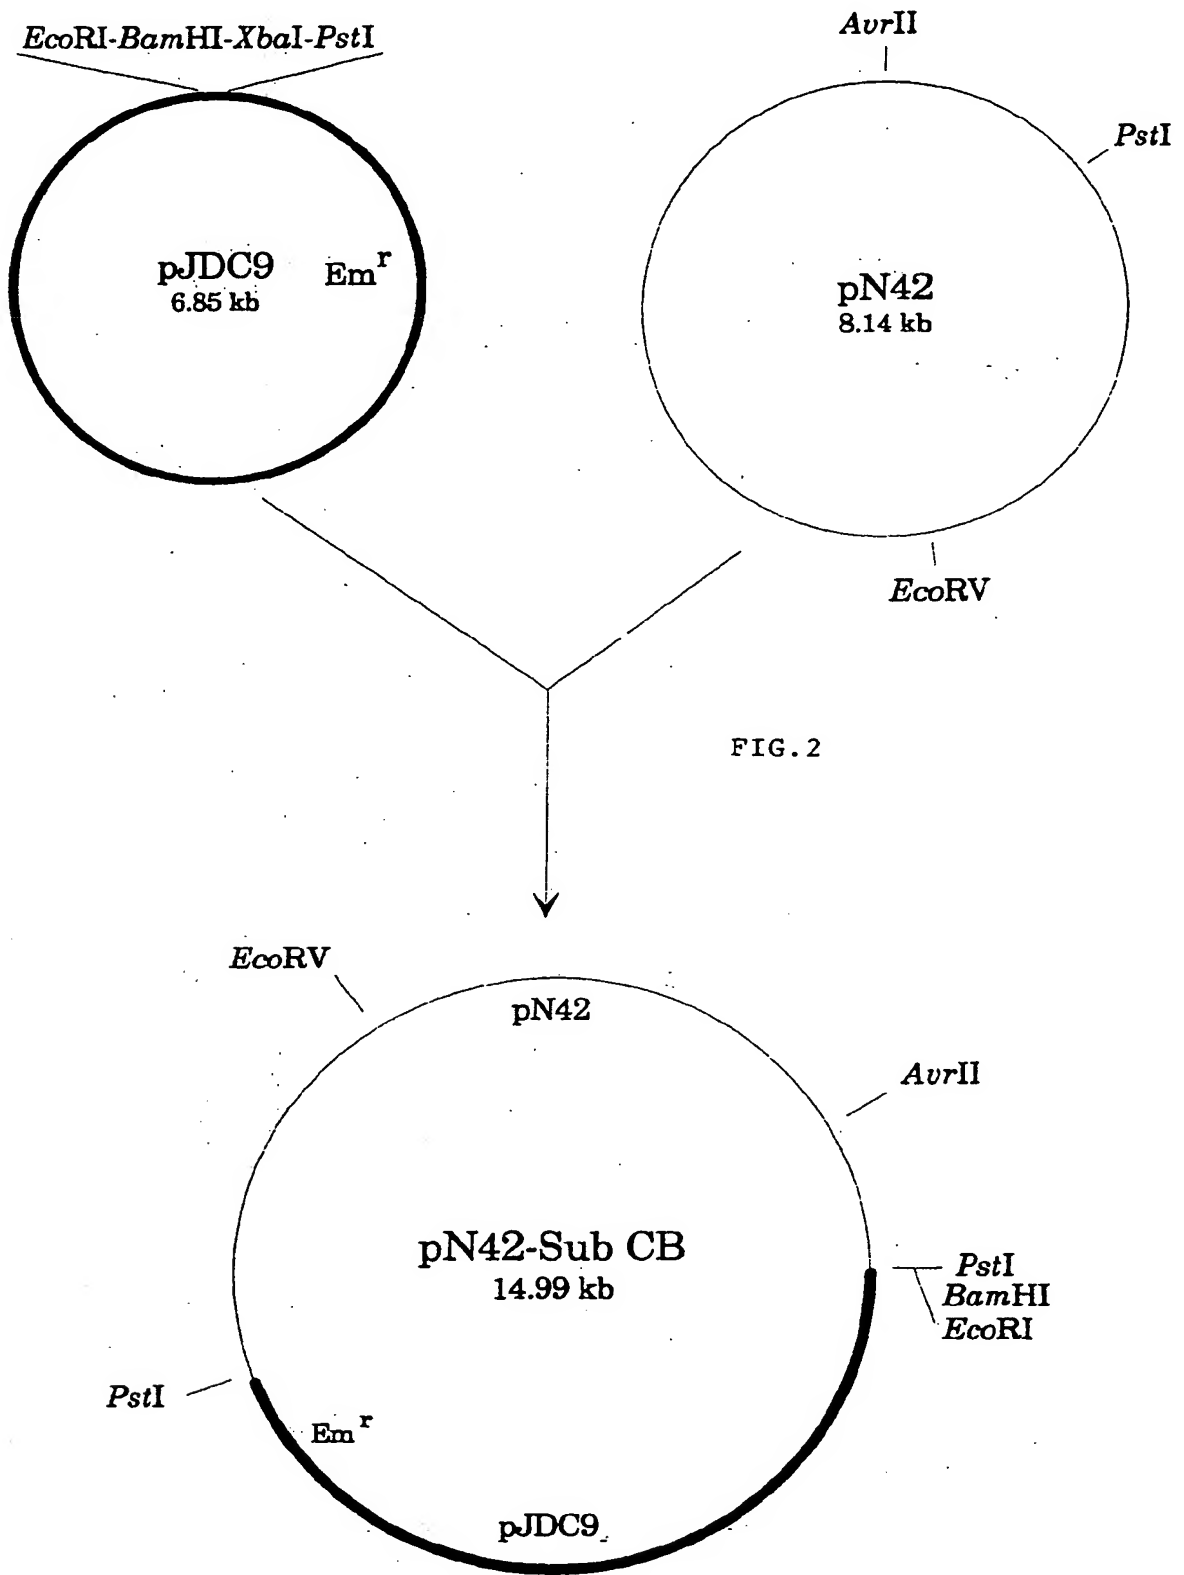 EcoRI-BamHI-XbaI-PstI
AvrII
PstI
pJDC9
6.85 kb
Em^r
pN42
8.14 kb
EcoRV
FIG.2
EcoRV
pN42
AvrII
pN42-Sub CB
14.99 kb
PstI
BamHI
EcoRI
PstI
Em^r
pJDC9